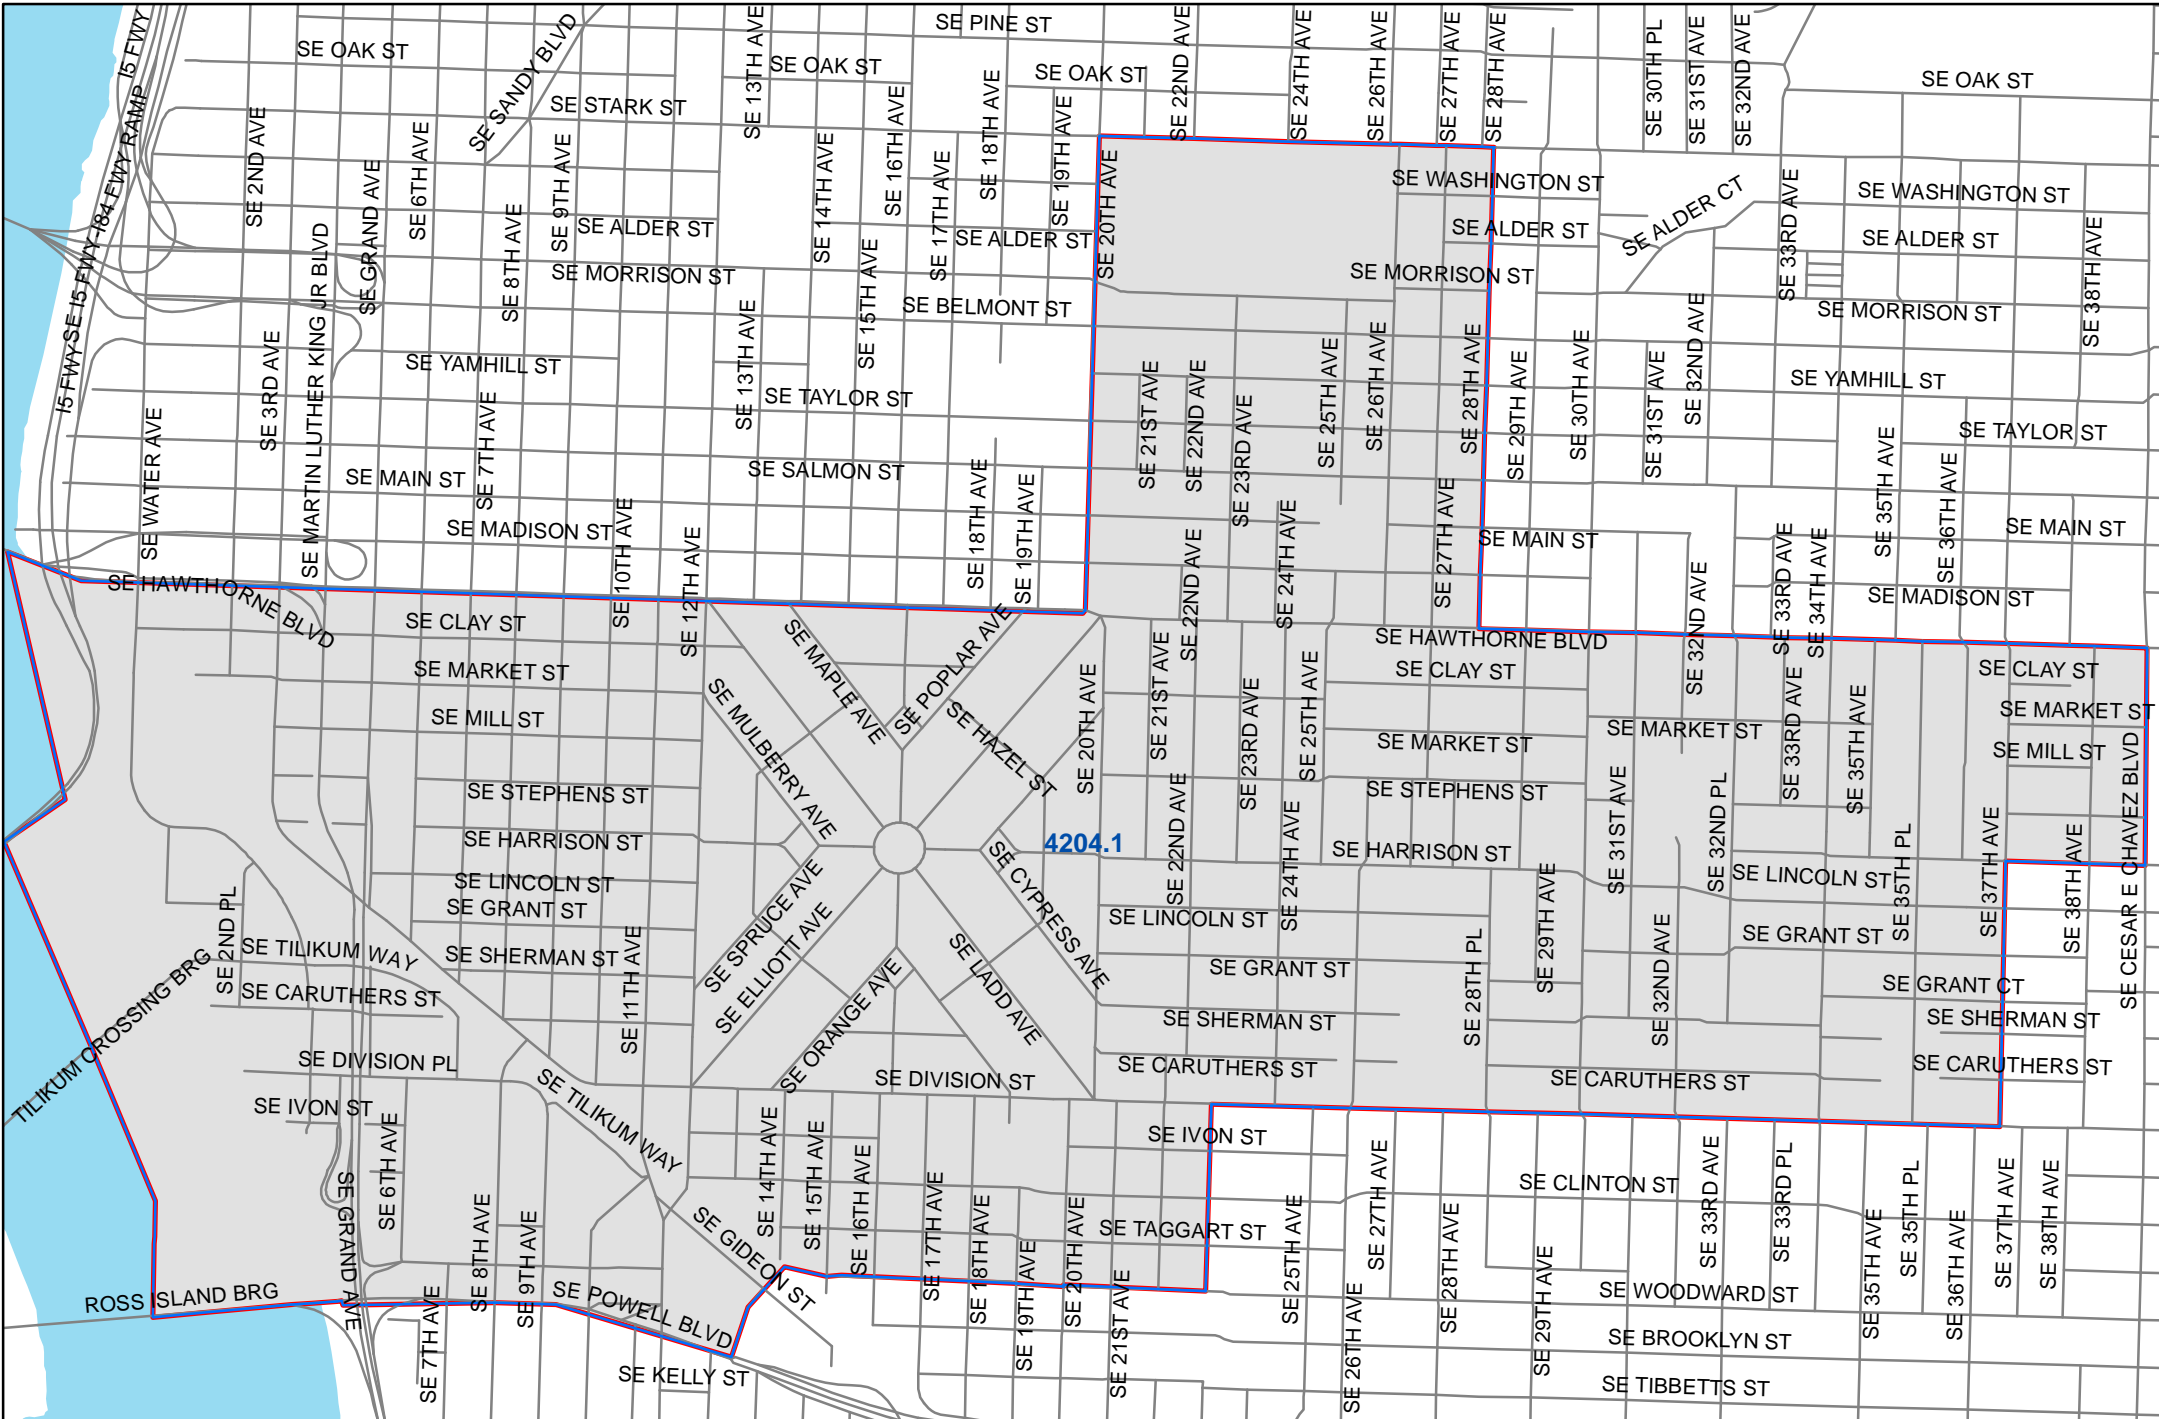 SE PINE ST
SE OAK ST
SE SANDY BLVD
SE 13TH AVE
SE OAK ST
SE OAK ST
SE 22ND AVE
SE 24TH AVE
SE 26TH AVE
SE 27TH AVE
SE 28TH AVE
SE 30TH PL
SE 31ST AVE
SE 32ND AVE
SE OAK ST
I5 FWY
SE I5 FWY-I84 FWY RAMP
I5 FWY
SE STARK ST
SE 2ND AVE
SE GRAND AVE
SE 6TH AVE
SE 8TH AVE
SE 9TH AVE
SE 14TH AVE
SE 16TH AVE
SE 17TH AVE
SE 18TH AVE
SE 19TH AVE
SE 20TH AVE
SE WASHINGTON ST
SE ALDER CT
SE 33RD AVE
SE WASHINGTON ST
SE ALDER ST
SE ALDER ST
SE ALDER ST
SE ALDER ST
SE 38TH AVE
SE MORRISON ST
SE MORRISON ST
SE MORRISON ST
SE BELMONT ST
SE 15TH AVE
SE MARTIN LUTHER KING JR BLVD
SE 3RD AVE
SE YAMHILL ST
SE 13TH AVE
SE TAYLOR ST
SE 21ST AVE
SE 22ND AVE
SE 23RD AVE
SE 25TH AVE
SE 26TH AVE
SE 28TH AVE
SE 29TH AVE
SE 30TH AVE
SE 31ST AVE
SE 32ND AVE
SE YAMHILL ST
SE TAYLOR ST
SE WATER AVE
SE 7TH AVE
SE MAIN ST
SE SALMON ST
SE 18TH AVE
SE 19TH AVE
SE 35TH AVE
SE 36TH AVE
SE MADISON ST
SE 10TH AVE
SE 12TH AVE
SE 22ND AVE
SE 24TH AVE
SE 27TH AVE
SE MAIN ST
SE 32ND AVE
SE 33RD AVE
SE 34TH AVE
SE MAIN ST
SE MADISON ST
SE HAWTHORNE BLVD
SE CLAY ST
SE MAPLE AVE
SE POPLAR AVE
SE HAWTHORNE BLVD
SE CLAY ST
SE CLAY ST
SE MARKET ST
SE MULBERRY AVE
SE HAZEL ST
SE 20TH AVE
SE 21ST AVE
SE 23RD AVE
SE 25TH AVE
SE MARKET ST
SE MARKET ST
SE 33RD AVE
SE 35TH AVE
SE MARKET ST
SE MILL ST
SE MILL ST
SE CESAR E CHAVEZ BLVD
SE STEPHENS ST
SE STEPHENS ST
SE 22ND AVE
SE 24TH AVE
SE 31ST AVE
SE 32ND PL
SE 35TH PL
SE 37TH AVE
SE 38TH AVE
SE HARRISON ST
4204.1
SE HARRISON ST
SE LINCOLN ST
SE LINCOLN ST
SE LINCOLN ST
SE GRANT ST
SE SPRUCE AVE
SE ELLIOTT AVE
SE CYPRESS AVE
SE 2ND PL
SE TILIKUM WAY
SE SHERMAN ST
SE 11TH AVE
SE ORANGE AVE
SE LADD AVE
SE GRANT ST
SE 28TH PL
SE 29TH AVE
SE 32ND AVE
SE GRANT ST
SE GRANT CT
SE CARUTHERS ST
SE SHERMAN ST
SE SHERMAN ST
TILIKUM CROSSING BRG
SE DIVISION PL
SE DIVISION ST
SE CARUTHERS ST
SE CARUTHERS ST
SE CARUTHERS ST
SE IVON ST
SE TILIKUM WAY
SE IVON ST
SE 6TH AVE
SE 14TH AVE
SE 15TH AVE
SE 16TH AVE
SE 17TH AVE
SE 18TH AVE
SE 19TH AVE
SE 20TH AVE
SE 21ST AVE
SE 25TH AVE
SE 27TH AVE
SE 28TH AVE
SE CLINTON ST
SE 33RD AVE
SE 33RD PL
SE 35TH AVE
SE 35TH PL
SE 36TH AVE
SE 37TH AVE
SE 38TH AVE
SE GRAND AVE
SE 8TH AVE
SE 9TH AVE
SE GIDEON ST
SE TAGGART ST
ROSS ISLAND BRG
SE 7TH AVE
SE POWELL BLVD
SE 26TH AVE
SE 29TH AVE
SE WOODWARD ST
SE BROOKLYN ST
SE KELLY ST
SE TIBBETTS ST